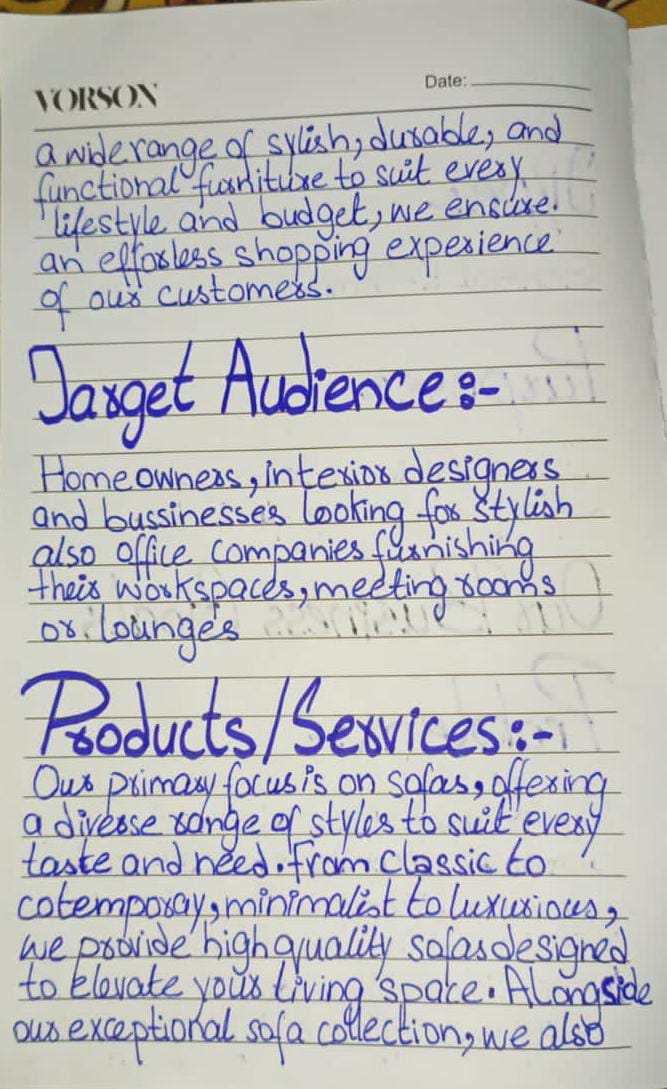 VORSON
Date:
a wide range of sylish, durable, and
functional furniture to suit every
lifestyle and budget, we ensure.
an efforless shopping experience
of our customers.
Target Audience:-
Homeowners, interior designers
and bussinesses looking for stylish
also office companies furnishing
their workspaces, meeting rooms
or lounges
Products/Services:-
Our primary focus is on sofas, offering
a diverse range of styles to suit every
taste and need. From classic to
cotemporay, minimalist to luxurious,
we provide high quality sofas designed
to elevate your living space. Alongside
our exceptional sofa collection, we also